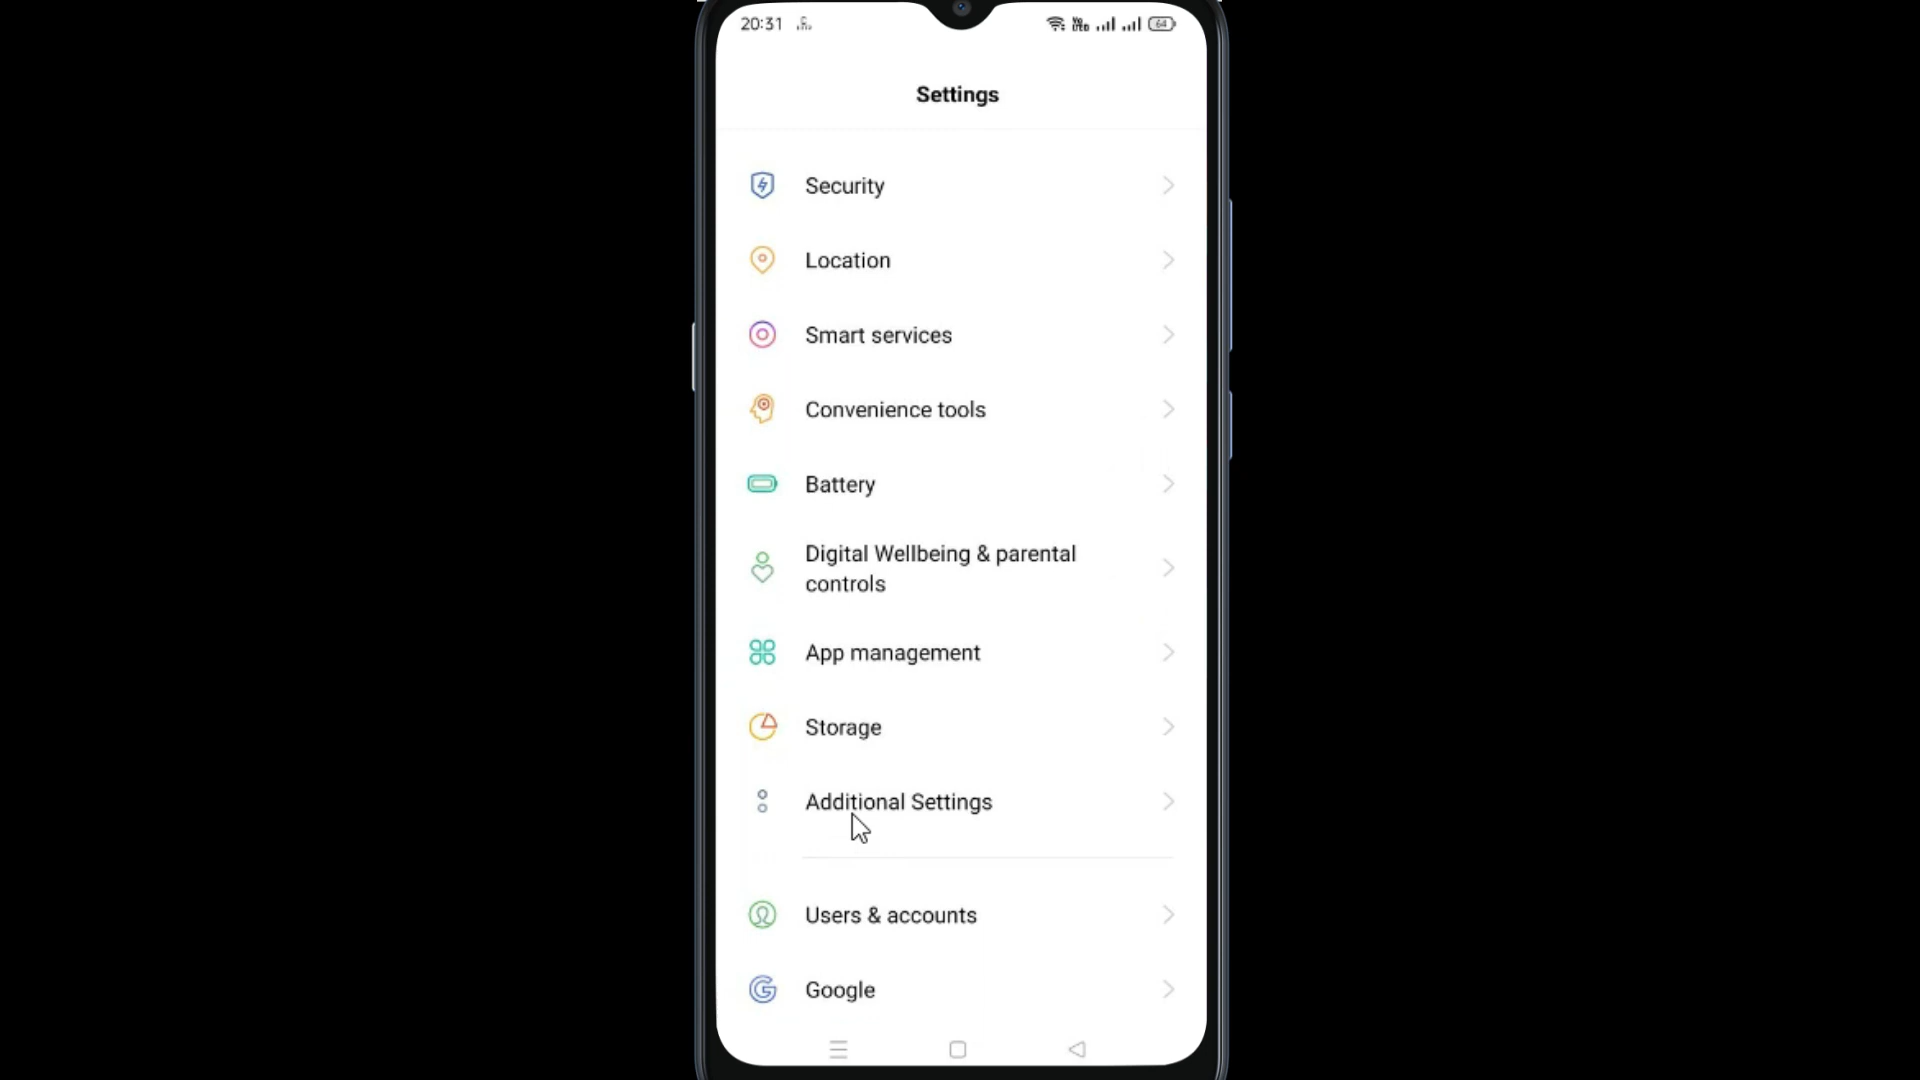 20:31
64
Settings
Security
Location
Smart services
Convenience tools
Battery
Digital Wellbeing & parental
controls
App management
Storage
Additional Settings
Users & accounts
Google